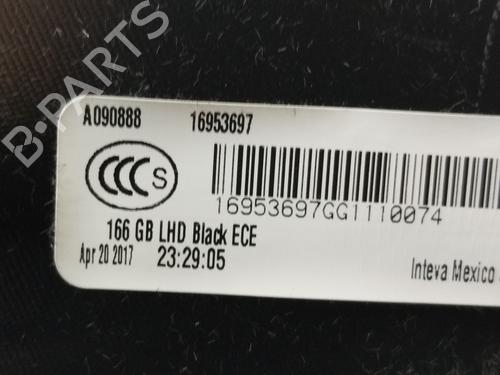 B-PARTS
A090888 16953697
CCC S
16953697GG1110074
166 GB LHD Black ECE
Apr 20 2017 23:29:05
Inteva Mexico